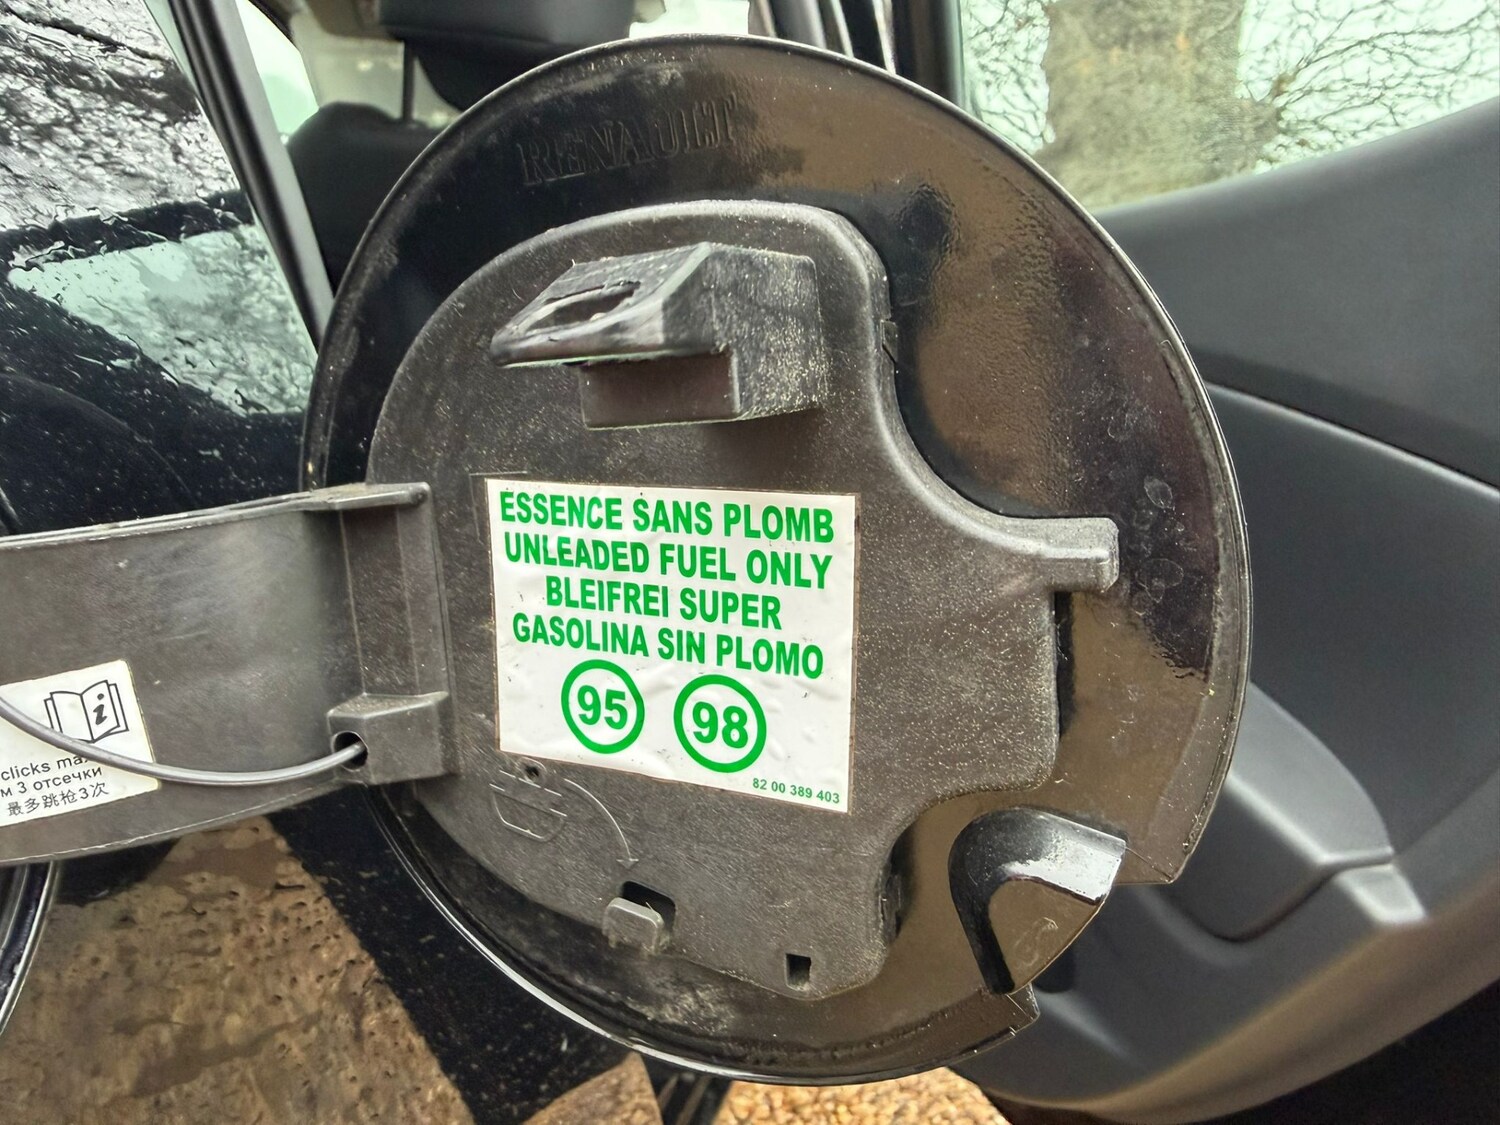 RENAULT
ESSENCE SANS PLOMB
UNLEADED FUEL ONLY
BLEIFREI SUPER
GASOLINA SIN PLOMO
95 98
82 00 389 403
clicks ma
м 3 отсечки
最多跳枪3次